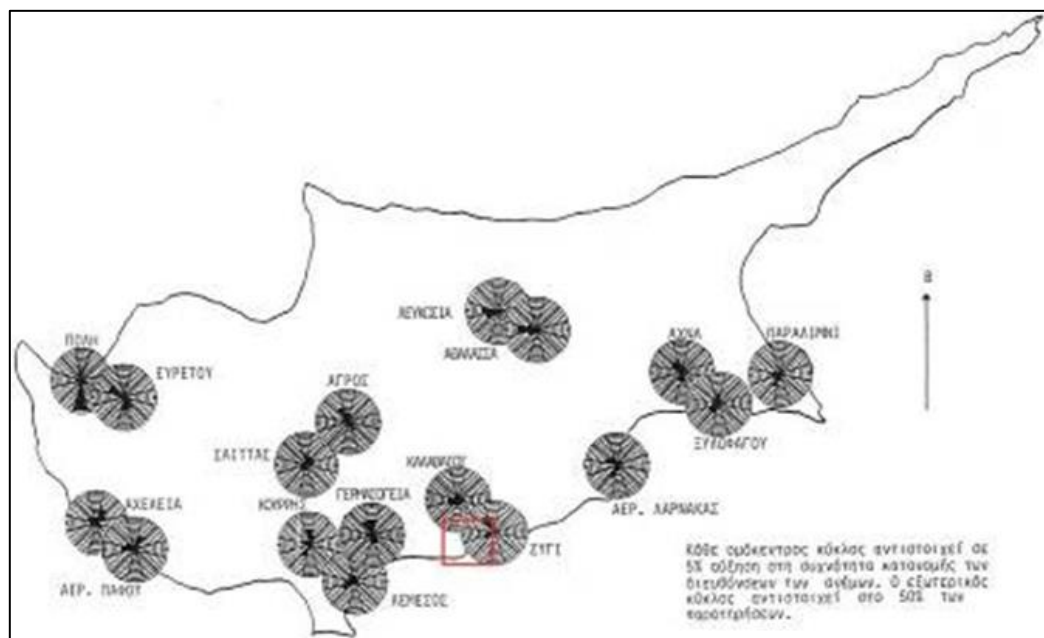 ΛΕΥΚΩΣΙΑ
ΑΘΑΛΑΣΣΑ
Β
ΠΟΛΗ
ΕΥΡΕΤΟΥ
ΑΧΝΑ
ΠΑΡΑΛΙΜΝΙ
ΑΓΡΟΣ
ΞΥΛΟΦΑΓΟΥ
ΣΑΙΤΤΑΣ
ΚΑΛΑΒΑΣΟΣ
ΑΧΕΛΕΙΑ
ΚΟΥΡΡΗΣ
ΓΕΡΜΑΣΟΓΕΙΑ
ΑΕΡ. ΛΑΡΝΑΚΑΣ
ΖΥΓΙ
ΑΕΡ. ΠΑΦΟΥ
ΛΕΜΕΣΟΣ
Κάθε ομόκεντρος κύκλος αντιστοιχεί σε
5% αύξηση στη συχνότητα κατανομής των
διευθύνσεων των ανέμων. Ο εξωτερικός
κύκλος αντιστοιχεί στο 50% των
παρατηρήσεων.